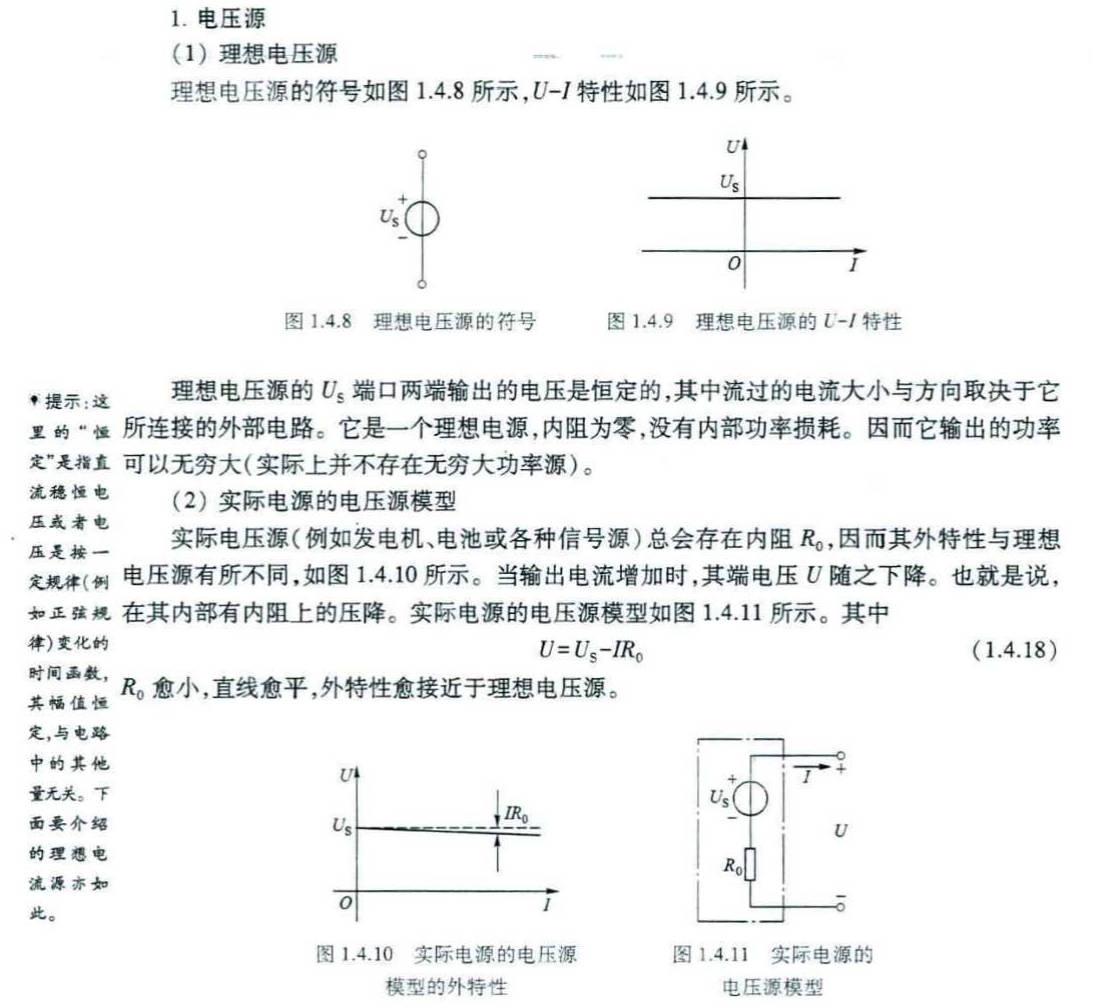 1. 电压源
(1) 理想电压源
理想电压源的符号如图 1.4.8 所示,U-I 特性如图 1.4.9 所示。
U
U_S
+
U_S
-
O
I
图 1.4.8 理想电压源的符号
图 1.4.9 理想电压源的 U-I 特性
理想电压源的 U_S 端口两端输出的电压是恒定的,其中流过的电流大小与方向取决于它
所连接的外部电路。它是一个理想电源,内阻为零,没有内部功率损耗。因而它输出的功率
可以无穷大(实际上并不存在无穷大功率源)。
(2) 实际电源的电压源模型
实际电压源(例如发电机、电池或各种信号源)总会存在内阻 R_0,因而其外特性与理想
电压源有所不同,如图 1.4.10 所示。当输出电流增加时,其端电压 U 随之下降。也就是说,
在其内部有内阻上的压降。实际电源的电压源模型如图 1.4.11 所示。其中
U=U_S-IR_0 (1.4.18)
R_0 愈小,直线愈平,外特性愈接近于理想电压源。
提示:这
里的“恒
定”是指直
流稳恒电
压或者电
压是按一
定规律(例
如正弦规
律)变化的
时间函数,
其幅值恒
定,与电路
中的其他
量无关。下
面要介绍
的理想电
流源亦如
此。
U
U_S
IR_0
O
I
+
U_S
-
R_0
I
+
U
-
图 1.4.10 实际电源的电压源
模型的外特性
图 1.4.11 实际电源的
电压源模型